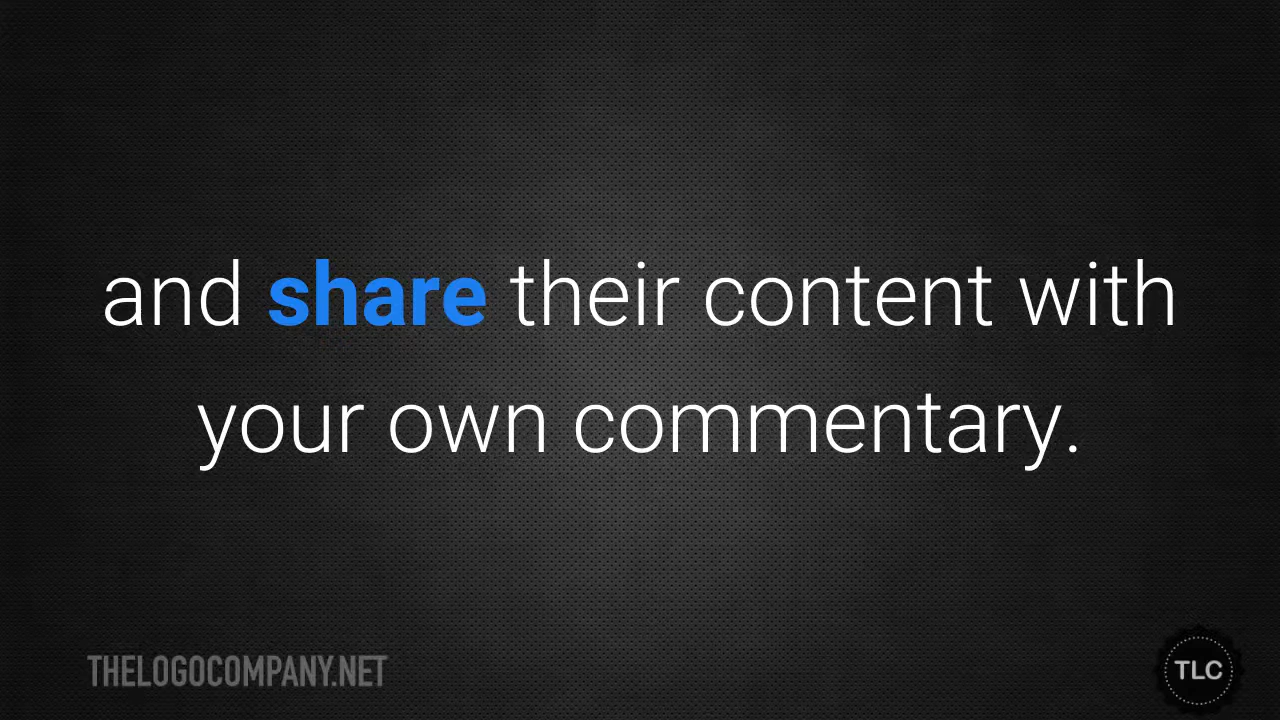 and share their content with
your own commentary.
THELOGOCOMPANY.NET
TLC